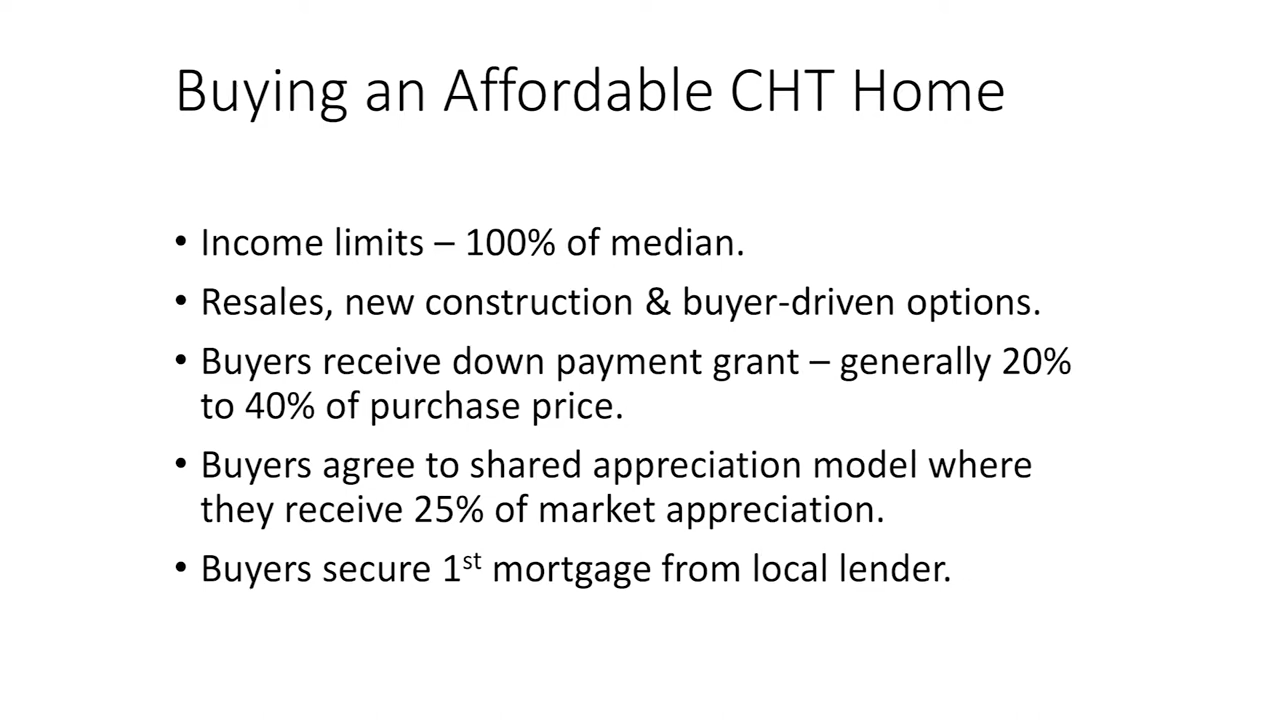 Buying an Affordable CHT Home
• Income limits – 100% of median.
• Resales, new construction & buyer-driven options.
• Buyers receive down payment grant – generally 20%
to 40% of purchase price.
• Buyers agree to shared appreciation model where
they receive 25% of market appreciation.
• Buyers secure 1st mortgage from local lender.